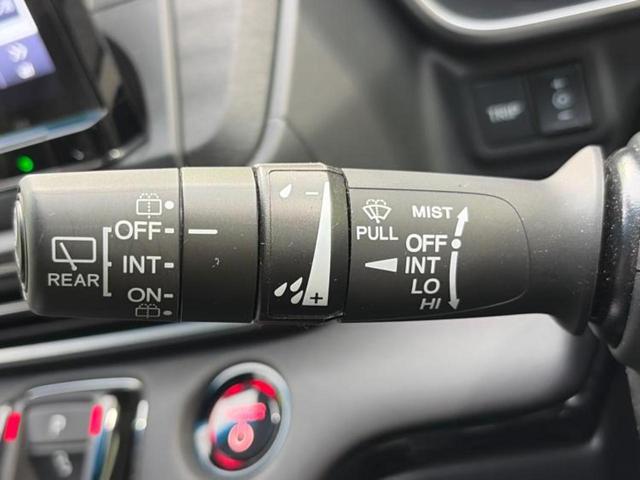 REAR
OFF
INT
ON
− +
PULL
MIST
OFF
INT
LO
HI
TRIP